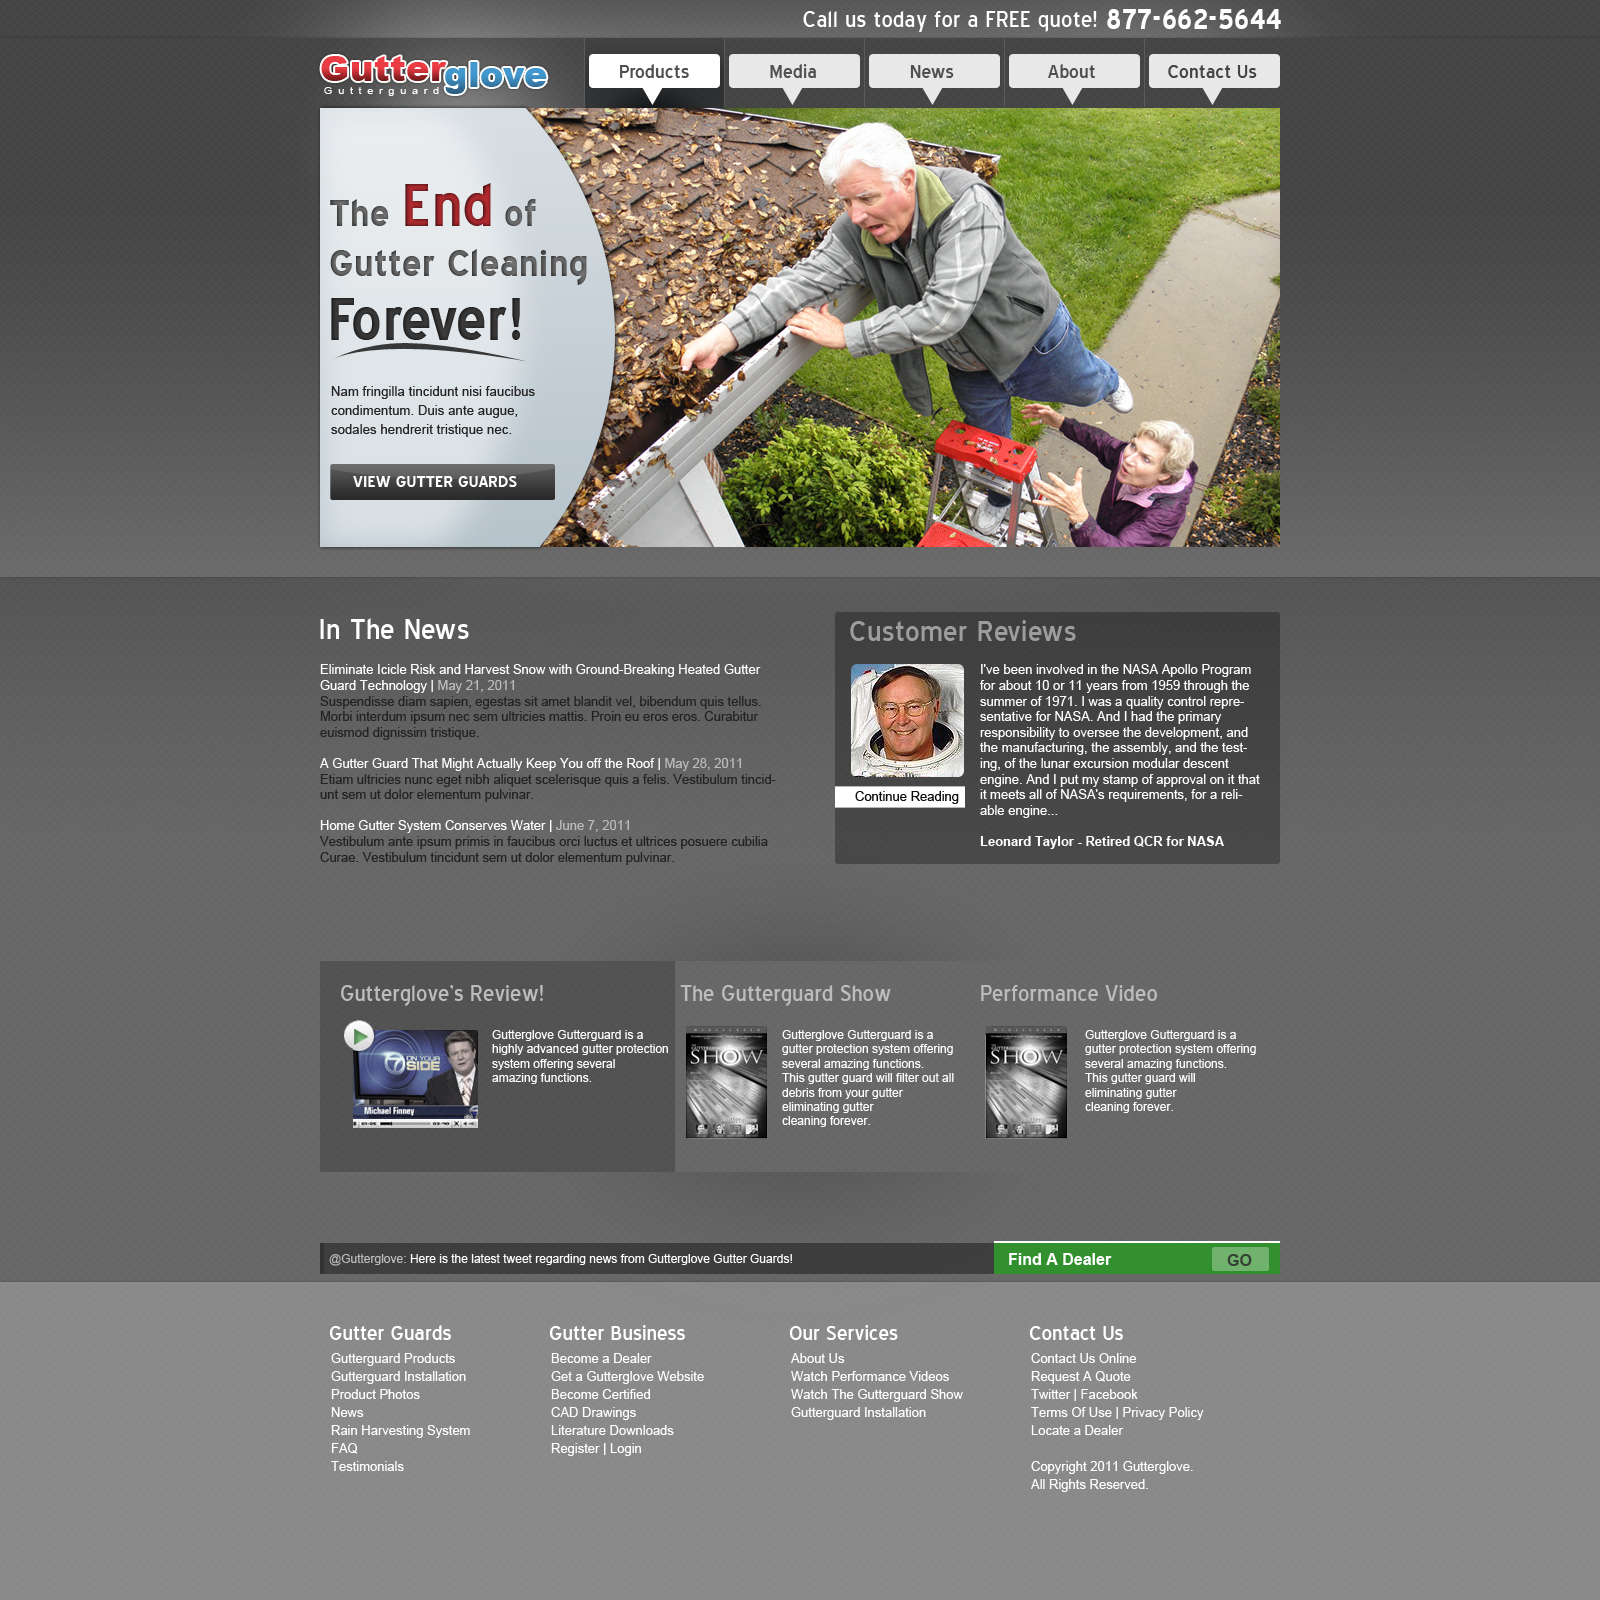 Call us today for a FREE quote! 877-662-5644
Gutterglove
Gutterguard
Products
Media
News
About
Contact Us
The End of
Gutter Cleaning
Forever!
Nam fringilla tincidunt nisi faucibus
condimentum. Duis ante augue,
sodales hendrerit tristique nec.
VIEW GUTTER GUARDS
In The News
Eliminate Icicle Risk and Harvest Snow with Ground-Breaking Heated Gutter
Guard Technology | May 21, 2011
Suspendisse diam sapien, egestas sit amet blandit vel, bibendum quis tellus.
Morbi interdum ipsum nec sem ultricies mattis. Proin eu eros eros. Curabitur
euismod dignissim tristique.
A Gutter Guard That Might Actually Keep You off the Roof | May 28, 2011
Etiam ultricies nunc eget nibh aliquet scelerisque quis a felis. Vestibulum tincid-
unt sem ut dolor elementum pulvinar.
Home Gutter System Conserves Water | June 7, 2011
Vestibulum ante ipsum primis in faucibus orci luctus et ultrices posuere cubilia
Curae. Vestibulum tincidunt sem ut dolor elementum pulvinar.
Customer Reviews
I've been involved in the NASA Apollo Program
for about 10 or 11 years from 1959 through the
summer of 1971. I was a quality control repre-
sentative for NASA. And I had the primary
responsibility to oversee the development, and
the manufacturing, the assembly, and the test-
ing, of the lunar excursion modular descent
engine. And I put my stamp of approval on it that
it meets all of NASA's requirements, for a reli-
able engine...
Continue Reading
Leonard Taylor - Retired QCR for NASA
Gutterglove's Review!
7 ON YOUR
SIDE
Michael Finney
Gutterglove Gutterguard is a
highly advanced gutter protection
system offering several
amazing functions.
The Gutterguard Show
SHOW
Gutterglove Gutterguard is a
gutter protection system offering
several amazing functions.
This gutter guard will filter out all
debris from your gutter
eliminating gutter
cleaning forever.
Performance Video
SHOW
Gutterglove Gutterguard is a
gutter protection system offering
several amazing functions.
This gutter guard will
eliminating gutter
cleaning forever.
@Gutterglove: Here is the latest tweet regarding news from Gutterglove Gutter Guards!
Find A Dealer
GO
Gutter Guards
Gutterguard Products
Gutterguard Installation
Product Photos
News
Rain Harvesting System
FAQ
Testimonials
Gutter Business
Become a Dealer
Get a Gutterglove Website
Become Certified
CAD Drawings
Literature Downloads
Register | Login
Our Services
About Us
Watch Performance Videos
Watch The Gutterguard Show
Gutterguard Installation
Contact Us
Contact Us Online
Request A Quote
Twitter | Facebook
Terms Of Use | Privacy Policy
Locate a Dealer
Copyright 2011 Gutterglove.
All Rights Reserved.